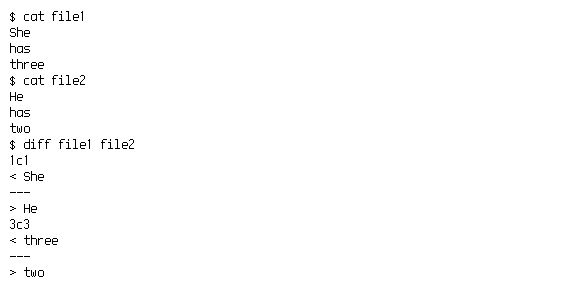 $ cat file1
She
has
three
$ cat file2
He
has
two
$ diff file1 file2
1c1
< She
---
> He
3c3
< three
---
> two